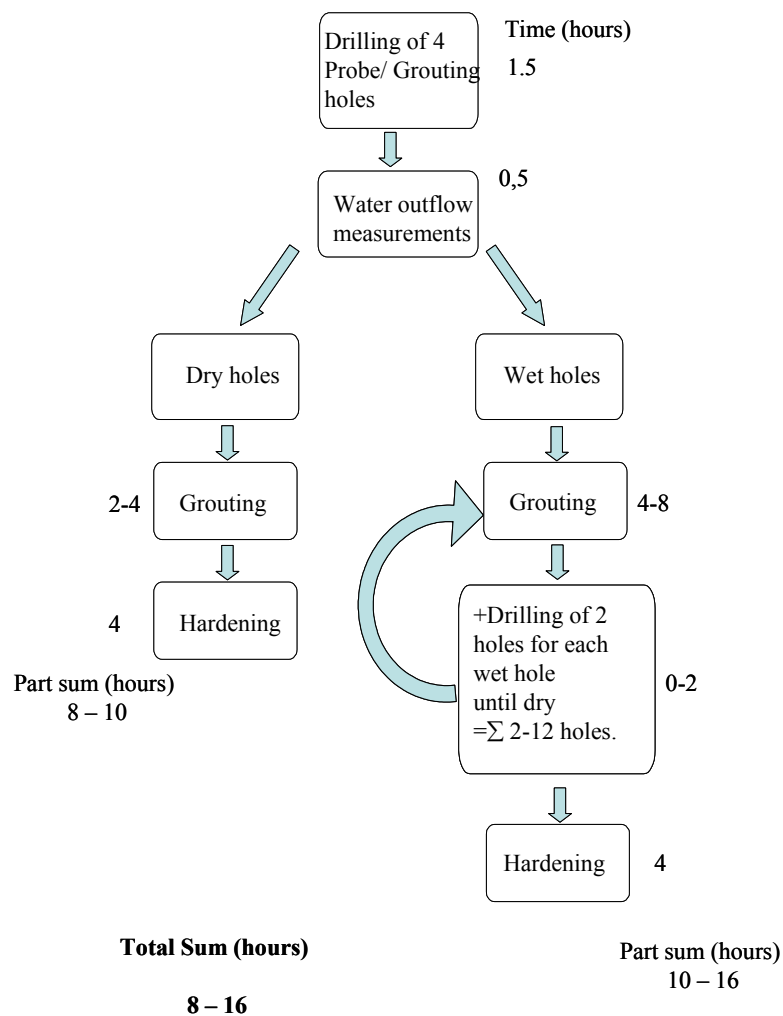 Drilling of 4
Probe/ Grouting
holes
Time (hours)
1.5
Water outflow
measurements
0,5
Dry holes
Wet holes
2-4
Grouting
Grouting
4-8
4
Hardening
Part sum (hours)
8 – 10
+Drilling of 2
holes for each
wet hole
until dry
=∑ 2-12 holes.
0-2
Hardening
4
Total Sum (hours)
8 – 16
Part sum (hours)
10 – 16